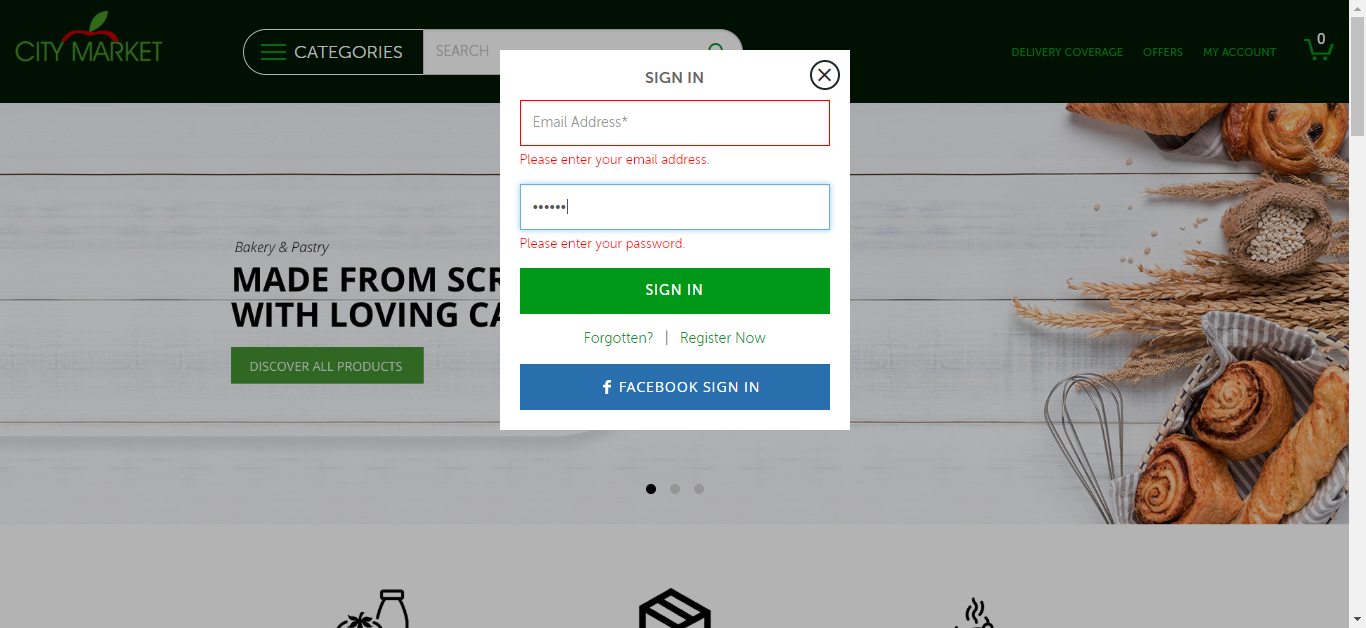 CITY MARKET
CATEGORIES
SEARCH
DELIVERY COVERAGE
OFFERS
MY ACCOUNT
0
SIGN IN
Email Address*
Please enter your email address.
••••••
Please enter your password.
SIGN IN
Forgotten? | Register Now
f FACEBOOK SIGN IN
Bakery & Pastry
MADE FROM SCR
WITH LOVING CA
DISCOVER ALL PRODUCTS